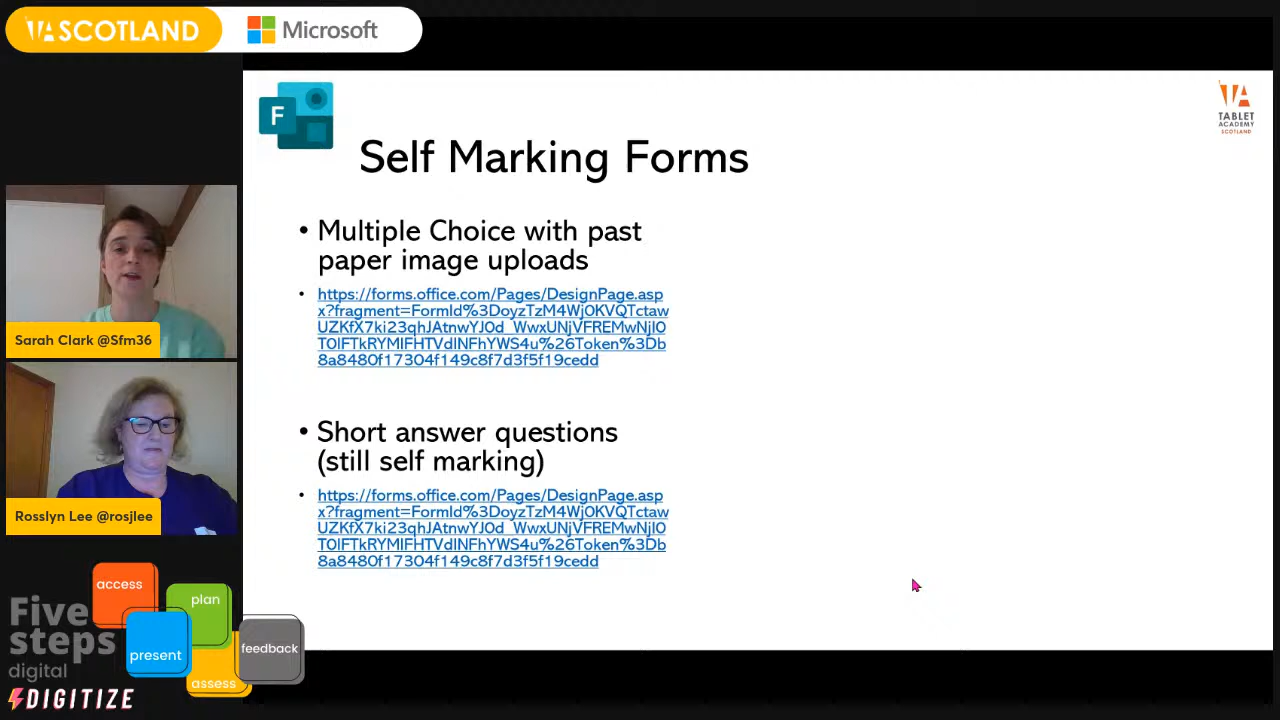 TASCOTLAND
Microsoft
F
TABLET
ACADEMY
SCOTLAND
Self Marking Forms
• Multiple Choice with past
paper image uploads
• https://forms.office.com/Pages/DesignPage.asp
x?fragment=FormId%3DoyzTzM4Wj0KVQTctaw
UZKfX7ki23qhJAtnwYJ0d_WwxUNjVFREMwNjI0
T0lFTkRYMlFHTVdINFhYWS4u%26Token%3Db
8a8480f17304f149c8f7d3f5f19cedd
• Short answer questions
(still self marking)
• https://forms.office.com/Pages/DesignPage.asp
x?fragment=FormId%3DoyzTzM4Wj0KVQTctaw
UZKfX7ki23qhJAtnwYJ0d_WwxUNjVFREMwNjI0
T0lFTkRYMlFHTVdINFhYWS4u%26Token%3Db
8a8480f17304f149c8f7d3f5f19cedd
Sarah Clark @Sfm36
Rosslyn Lee @rosjlee
Five
steps
digital
access
plan
present
feedback
assess
DIGITIZE